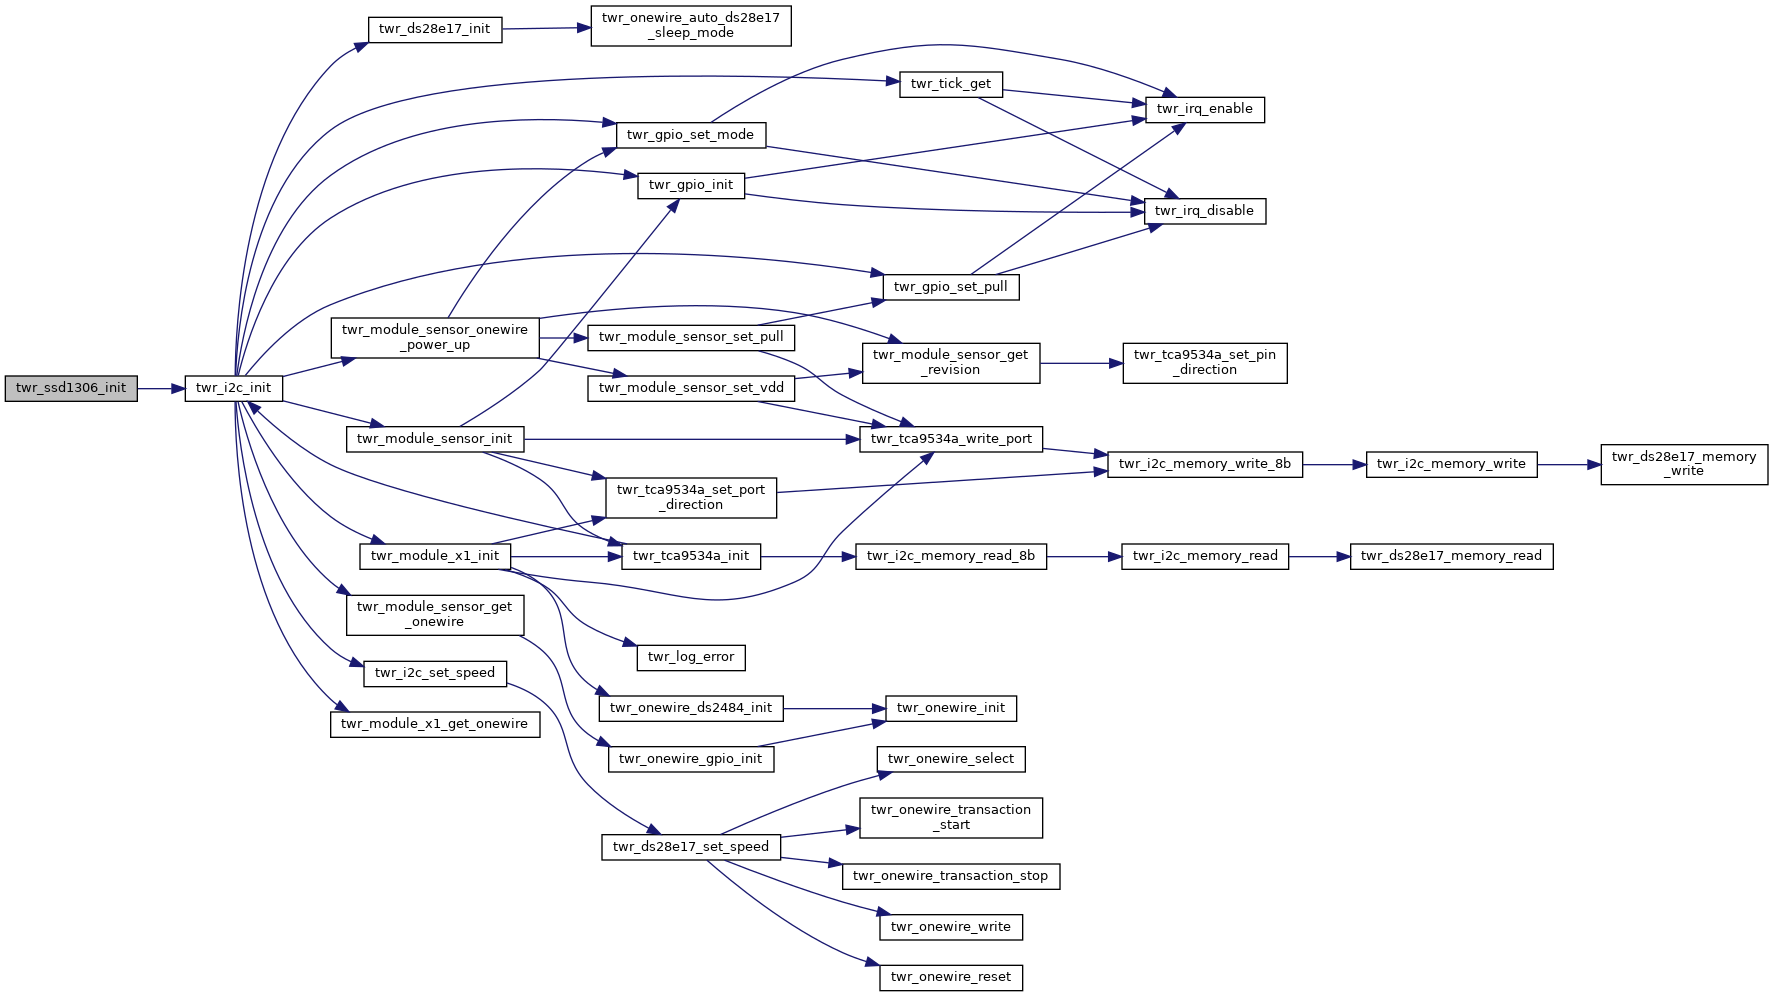 twr_ds28e17_init
twr_onewire_auto_ds28e17
_sleep_mode
twr_tick_get
twr_irq_enable
twr_gpio_set_mode
twr_gpio_init
twr_irq_disable
twr_gpio_set_pull
twr_module_sensor_onewire
_power_up
twr_module_sensor_set_pull
twr_module_sensor_get
_revision
twr_tca9534a_set_pin
_direction
twr_ssd1306_init
twr_i2c_init
twr_module_sensor_set_vdd
twr_module_sensor_init
twr_tca9534a_write_port
twr_i2c_memory_write_8b
twr_i2c_memory_write
twr_ds28e17_memory
_write
twr_tca9534a_set_port
_direction
twr_module_x1_init
twr_tca9534a_init
twr_i2c_memory_read_8b
twr_i2c_memory_read
twr_ds28e17_memory_read
twr_module_sensor_get
_onewire
twr_log_error
twr_i2c_set_speed
twr_onewire_ds2484_init
twr_onewire_init
twr_module_x1_get_onewire
twr_onewire_gpio_init
twr_onewire_select
twr_onewire_transaction
_start
twr_ds28e17_set_speed
twr_onewire_transaction_stop
twr_onewire_write
twr_onewire_reset